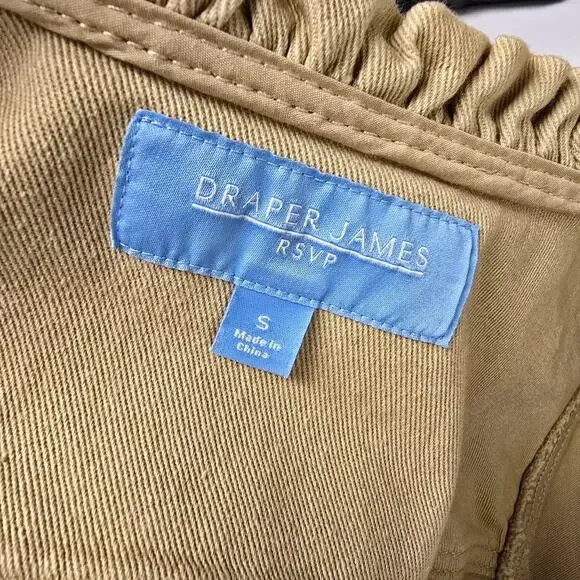 DRAPER JAMES
RSVP
S
Made in
China